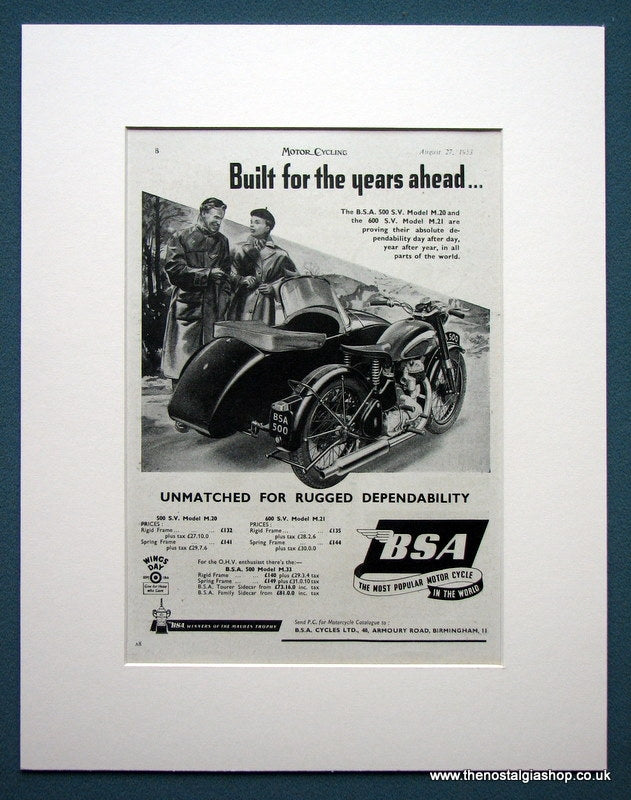 8 MOTOR CYCLING August 27, 1953
Built for the years ahead...
The B.S.A. 500 S.V. Model M.20 and
the 600 S.V. Model M.21 are
proving their absolute de-
pendability day after day,
year after year, in all
parts of the world.
500
BSA
500
UNMATCHED FOR RUGGED DEPENDABILITY
500 S.V. Model M.20
PRICES:
Rigid Frame... ... £132
plus tax £27.10.0
Spring Frame ... £141
plus tax £29.7.6
600 S.V. Model M.21
PRICES:
Rigid Frame... ... £135
plus tax £28.2.6
Spring Frame ... ... £144
plus tax £30.0.0
For the O.H.V. enthusiast there's the:—
B.S.A. 500 Model M.33
Rigid Frame ... ... £140 plus £29.3.4 tax
Spring Frame ... ... £149 plus £31.0.10 tax
B.S.A. Tourer Sidecar from £73.16.0 inc. tax
B.S.A. Family Sidecar from £81.0.0 inc. tax
WINGS
DAY
Give for those
who Gave
BSA
THE MOST POPULAR MOTOR CYCLE
IN THE WORLD
BSA WINNERS OF THE MAUDES TROPHY
Send P.C. for Motorcycle Catalogue to:
B.S.A. CYCLES LTD., 40, ARMOURY ROAD, BIRMINGHAM, 11
A8
www.thenostalgiashop.co.uk